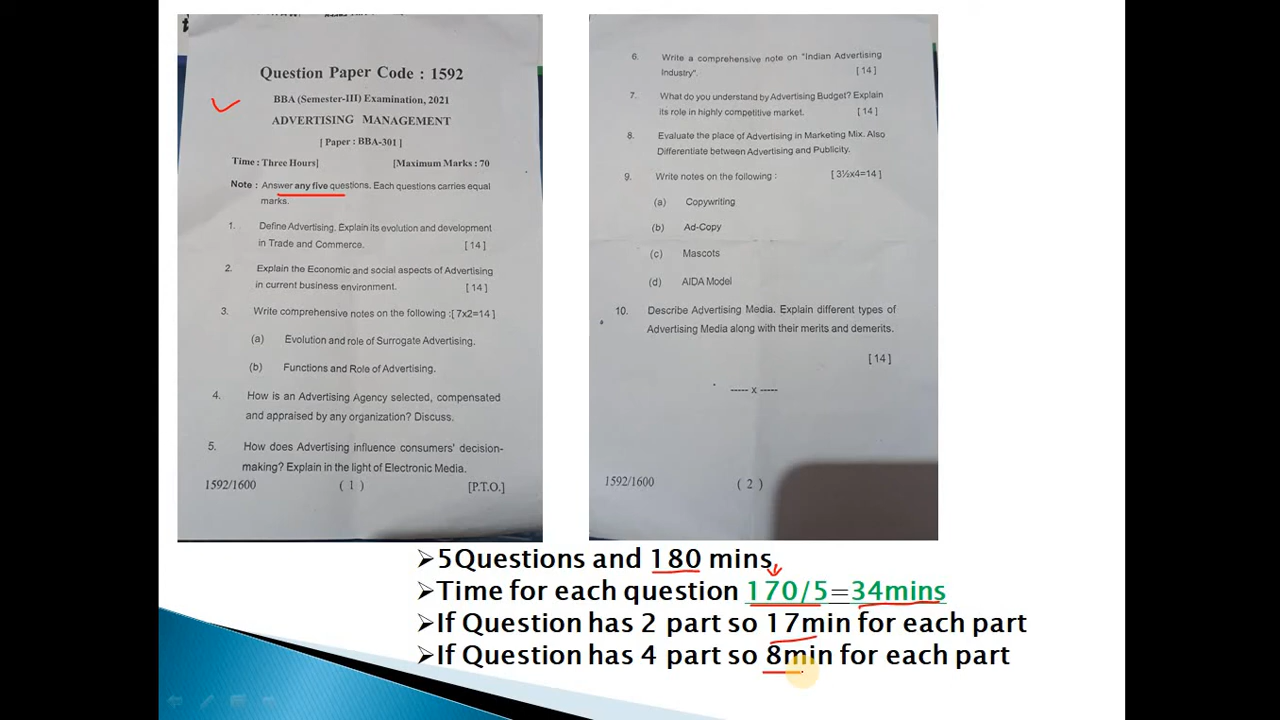 Question Paper Code : 1592
BBA (Semester-III) Examination, 2021
ADVERTISING MANAGEMENT
[ Paper : BBA-301 ]
Time : Three Hours] [Maximum Marks : 70
Note : Answer any five questions. Each questions carries equal
marks.
1. Define Advertising. Explain its evolution and development
in Trade and Commerce. [ 14 ]
2. Explain the Economic and social aspects of Advertising
in current business environment. [ 14 ]
3. Write comprehensive notes on the following :[ 7x2=14 ]
(a) Evolution and role of Surrogate Advertising.
(b) Functions and Role of Advertising.
4. How is an Advertising Agency selected, compensated
and appraised by any organization? Discuss.
5. How does Advertising influence consumers' decision-
making? Explain in the light of Electronic Media.
1592/1600 ( 1 ) [P.T.O.]
6. Write a comprehensive note on "Indian Advertising
Industry". [ 14 ]
7. What do you understand by Advertising Budget? Explain
its role in highly competitive market. [ 14 ]
8. Evaluate the place of Advertising in Marketing Mix. Also
Differentiate between Advertising and Publicity.
9. Write notes on the following : [ 3½x4=14 ]
(a) Copywriting
(b) Ad-Copy
(c) Mascots
(d) AIDA Model
10. Describe Advertising Media. Explain different types of
Advertising Media along with their merits and demerits.
[ 14 ]
----- x -----
1592/1600 ( 2 )
➢5Questions and 180 mins
➢Time for each question 170/5=34mins
➢If Question has 2 part so 17min for each part
➢If Question has 4 part so 8min for each part